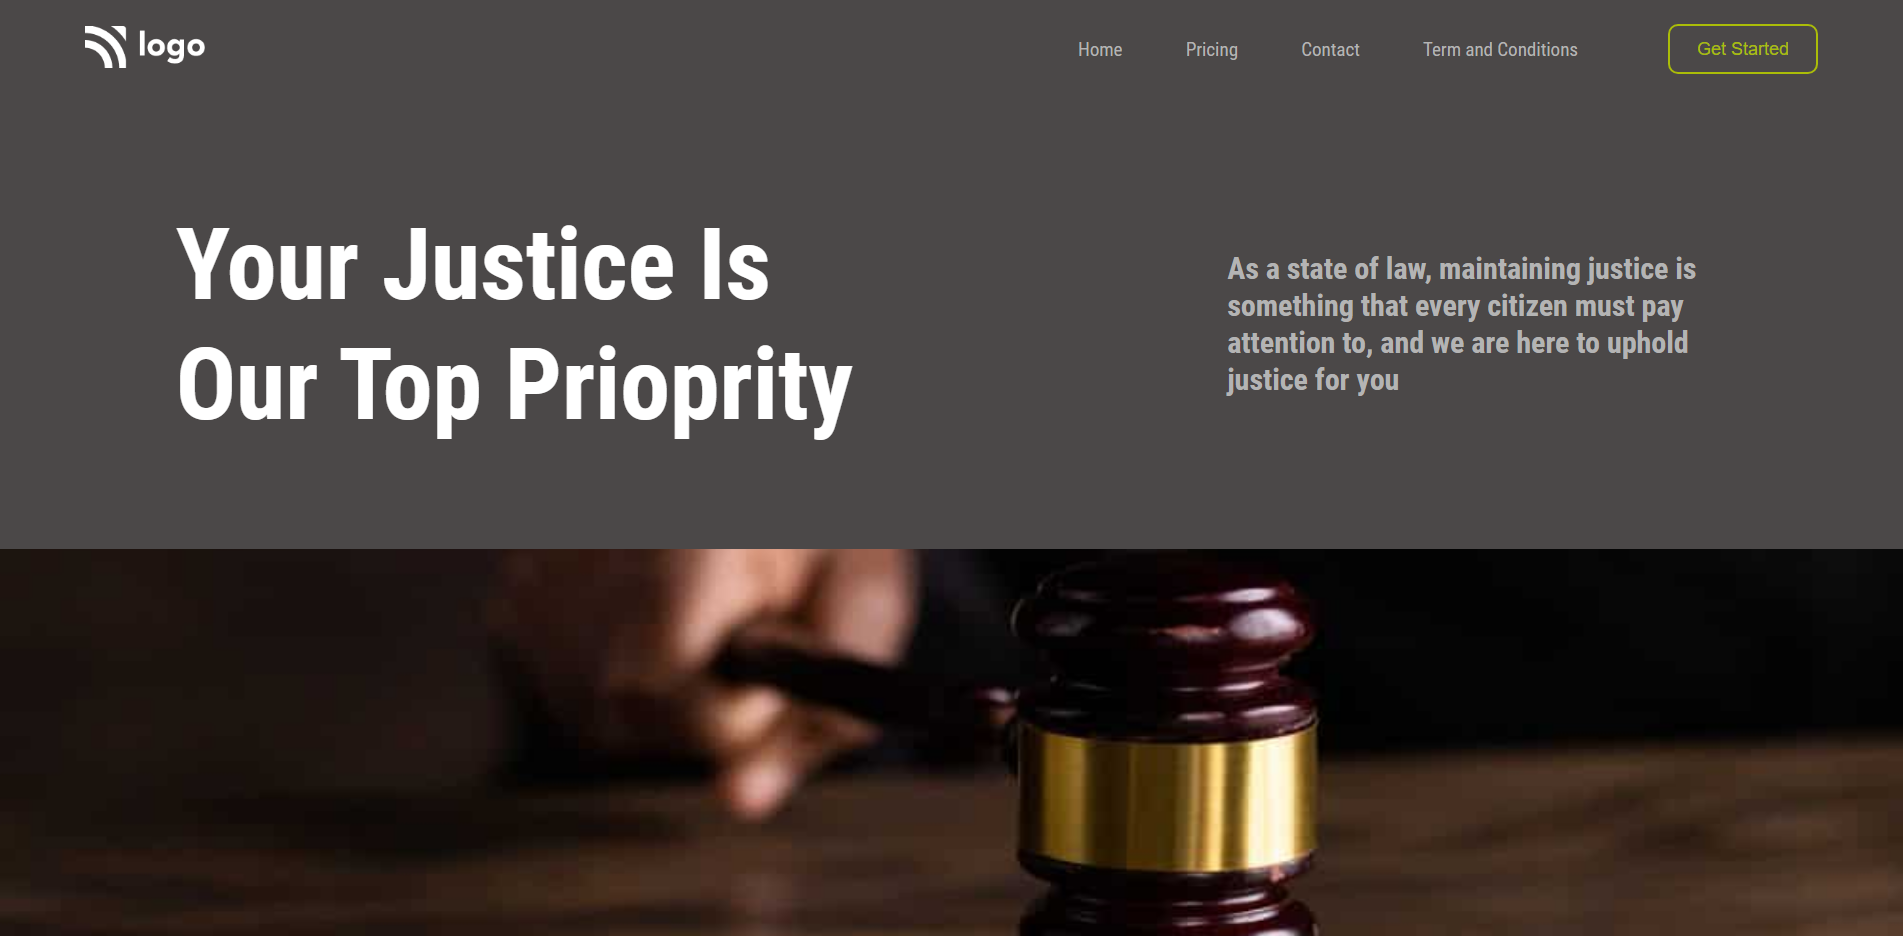 logo
Home
Pricing
Contact
Term and Conditions
Get Started
Your Justice Is
Our Top Prioprity
As a state of law, maintaining justice is
something that every citizen must pay
attention to, and we are here to uphold
justice for you